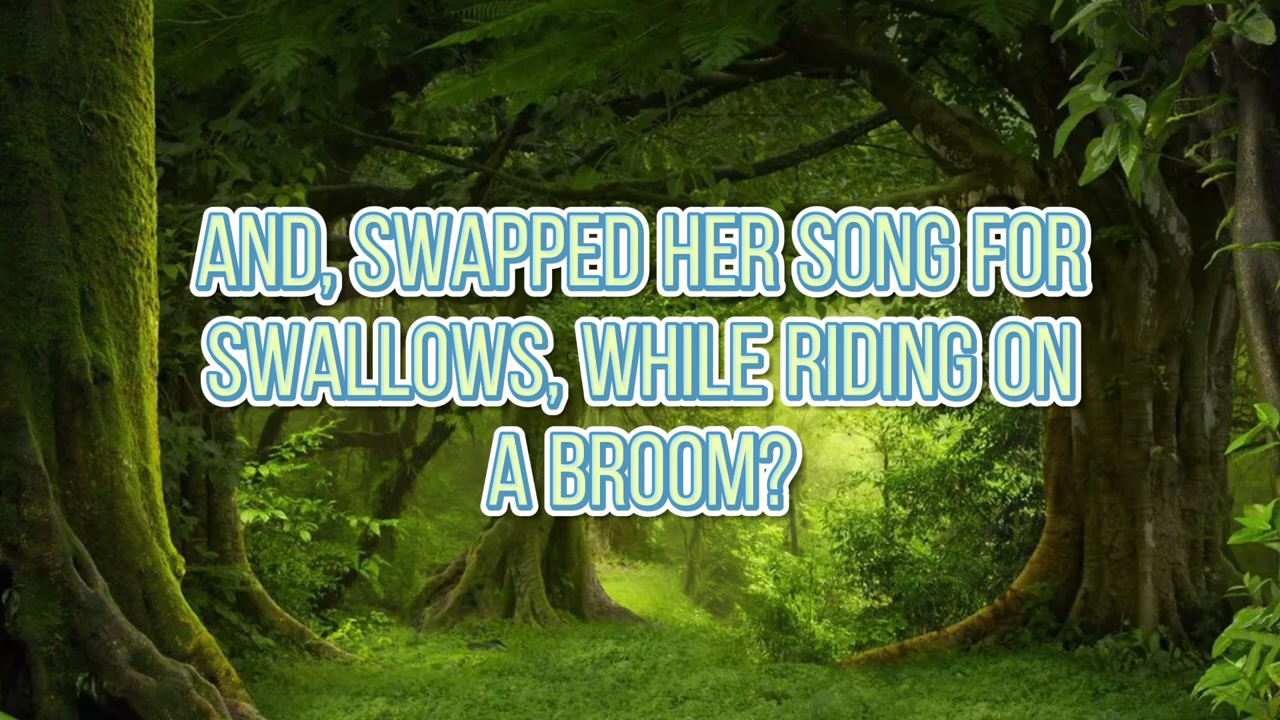 AND, SWAPPED HER SONG FOR
SWALLOWS, WHILE RIDING ON
A BROOM?